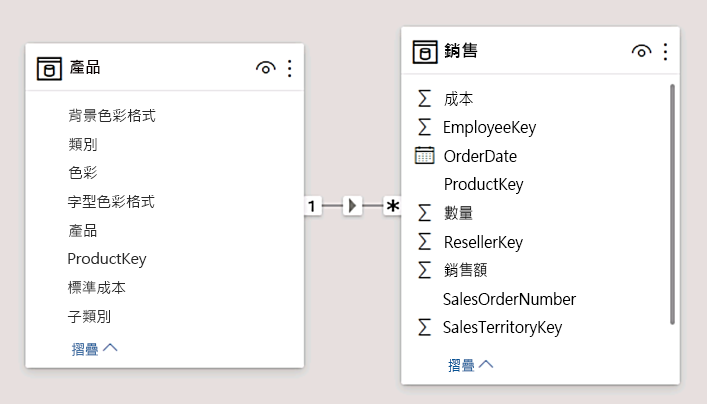 產品
背景色彩格式
類別
色彩
字型色彩格式
產品
ProductKey
標準成本
子類別
摺疊
1
*
銷售
成本
EmployeeKey
OrderDate
ProductKey
數量
ResellerKey
銷售額
SalesOrderNumber
SalesTerritoryKey
摺疊